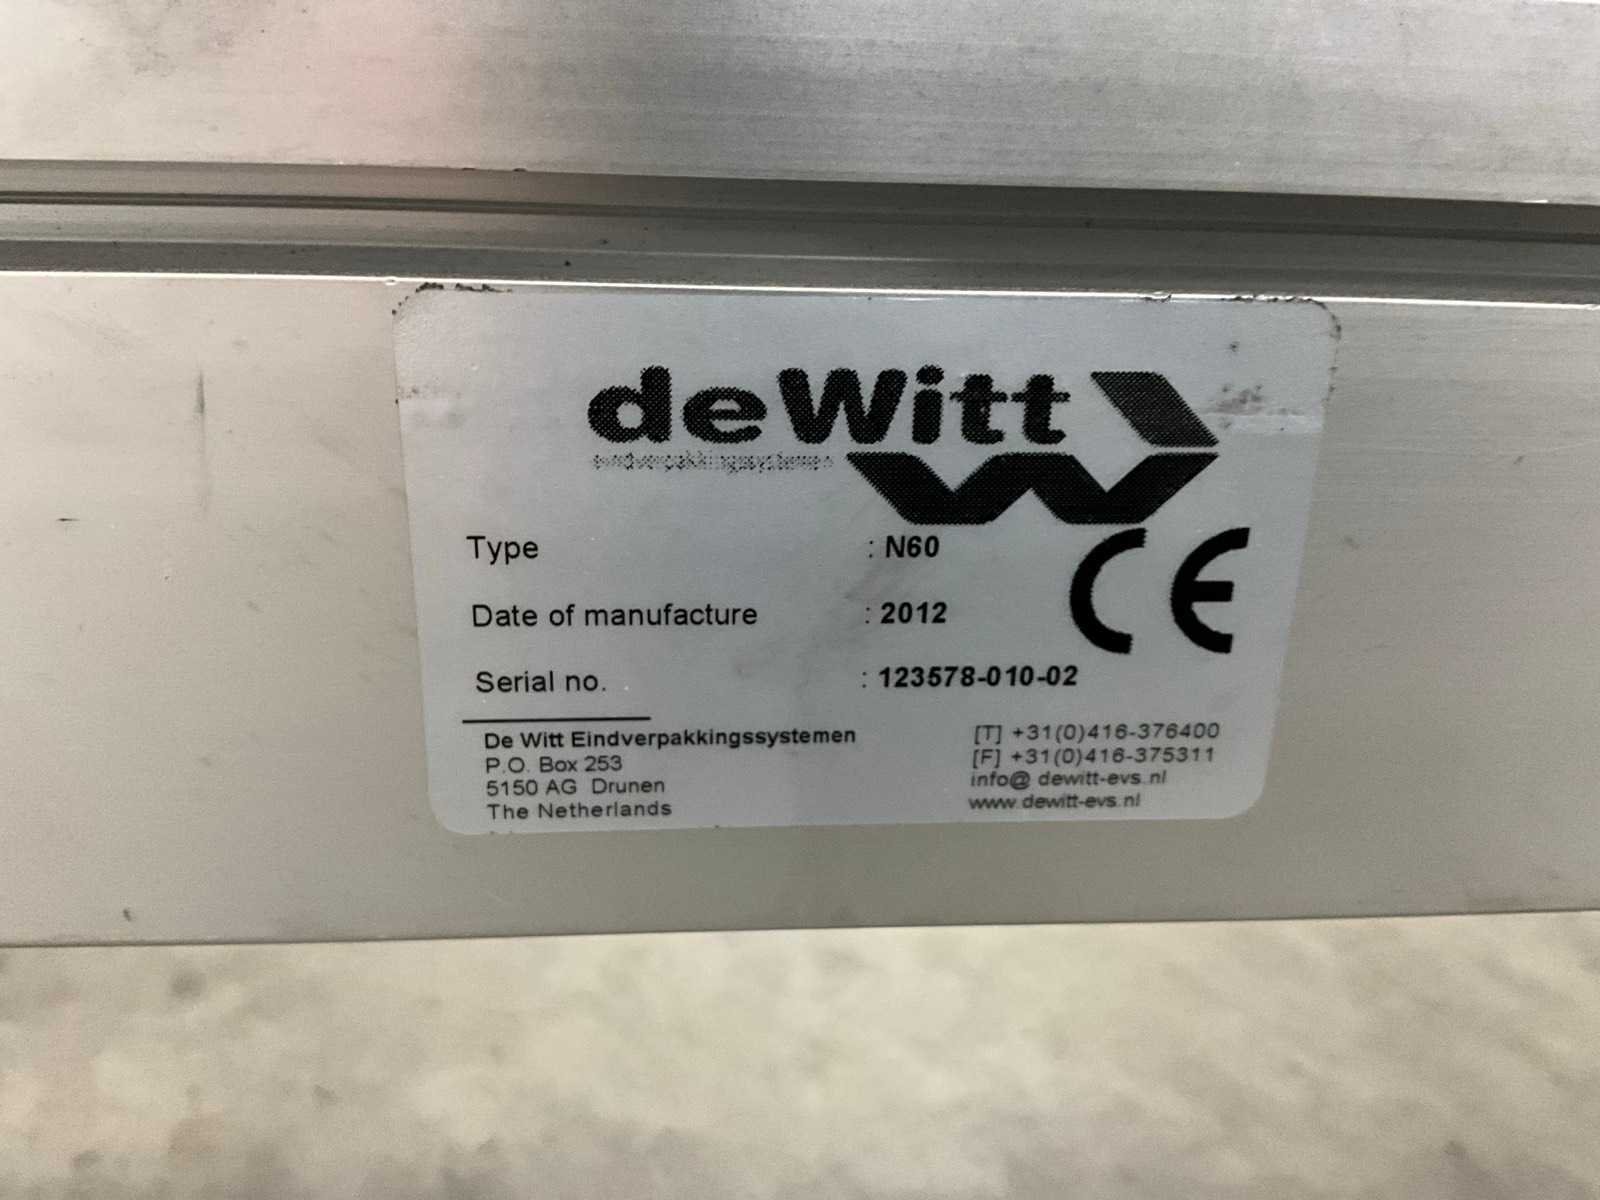 deWitt
eindverpakkingssystemen
Type : N60
CE
Date of manufacture : 2012
Serial no. : 123578-010-02
De Witt Eindverpakkingssystemen
P.O. Box 253
5150 AG Drunen
The Netherlands
[T] +31(0)416-376400
[F] +31(0)416-375311
info@ dewitt-evs.nl
www.dewitt-evs.nl